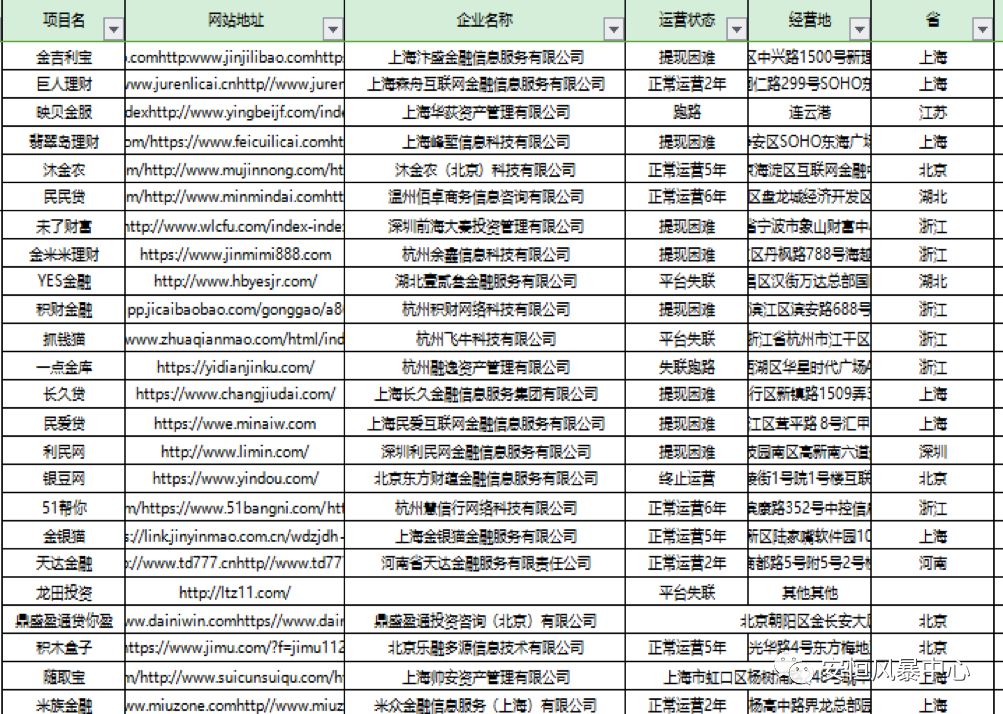 项目名 网站地址 企业名称 运营状态 经营地 省
金吉利宝 .comhttp:www.jinjilibao.comhttp: 上海汴盛金融信息服务有限公司 提现困难 区中兴路1500号新理 上海
巨人理财 www.jurenlicai.cnhttp//www.juren 上海森舟互联网金融信息服务有限公司 正常运营2年 仁路299号SOHO东 上海
映贝金服 dexhttp://www.yingbeijf.com/inde 上海华荻资产管理有限公司 跑路 连云港 江苏
翡翠岛理财 om/https://www.feicuilicai.comht 上海峰堑信息科技有限公司 提现困难 安区SOHO东海广场 上海
沐金农 m/http://www.mujinnong.com/ht 沐金农（北京）科技有限公司 正常运营5年 海淀区互联网金融中 北京
民民贷 m/http://www.minmindai.comhtt 温州佰卓商务信息咨询有限公司 正常运营6年 区盘龙城经济开发区 湖北
未了财富 http://www.wlcfu.com/index-inde 深圳前海大秦投资管理有限公司 提现困难 省宁波市象山财富中 浙江
金米米理财 https://www.jinmimi888.com 杭州余鑫信息科技有限公司 提现困难 区丹枫路788号海越 浙江
YES金融 http://www.hbyesjr.com/ 湖北壹贰叁金融服务有限公司 平台失联 昌区汉街万达总部国 湖北
积财金融 pp.jicaibaobao.com/gonggao/a8 杭州积财网络科技有限公司 提现困难 滨江区滨安路688号 浙江
抓钱猫 www.zhuaqianmao.com/html/ind 杭州飞牛科技有限公司 平台失联 浙江省杭州市江干区 浙江
一点金库 https://yidianjinku.com/ 杭州融逸资产管理有限公司 失联跑路 西湖区华星时代广场A 浙江
长久贷 https://www.changjiudai.com/ 上海长久金融信息服务集团有限公司 提现困难 行区新镇路1509弄3 上海
民爱贷 https://wwe.minaiw.com 上海民爱互联网金融信息服务有限公司 提现困难 江区茸平路８号汇甲 上海
利民网 http://www.limin.com/ 深圳利民网金融信息服务有限公司 提现困难 技园南区高新南六道 深圳
银豆网 https://www.yindou.com/ 北京东方财蕴金融信息服务有限公司 终止运营 陵街1号院1号楼互联 北京
51帮你 m/https://www.51bangni.com/htt 杭州慧信行网络科技有限公司 正常运营6年 滨康路352号中控信 浙江
金银猫 s://link.jinyinmao.com.cn/wdzjdh- 上海金银猫金融服务有限公司 正常运营5年 新区陆家嘴软件园10 上海
天达金融 ://www.td777.cnhttp//www.td77 河南省天达金融服务有限责任公司 正常运营2年 商都路5号附5号2号楼 河南
龙田投资 http://ltz11.com/ 平台失联 其他其他
鼎盛盈通贷你盈 ww.dainiwin.comhttps://www.dai 鼎盛盈通投资咨询（北京）有限公司 北京朝阳区金长安大厦 北京
积木盒子 https://www.jimu.com/?f=jimu112 北京乐融多源信息技术有限公司 正常运营5年 光华路4号东方梅地 北京
随取宝 m/http://www.suicunsuiqu.com/h 上海帅安资产管理有限公司 上海市虹口区杨树浦 上海
米族金融 ww.miuzone.comhttp//www.miuz 米众金融信息服务（上海）有限公司 正常运营2年 杨高中路界龙总部园 上海
安恒风暴中心